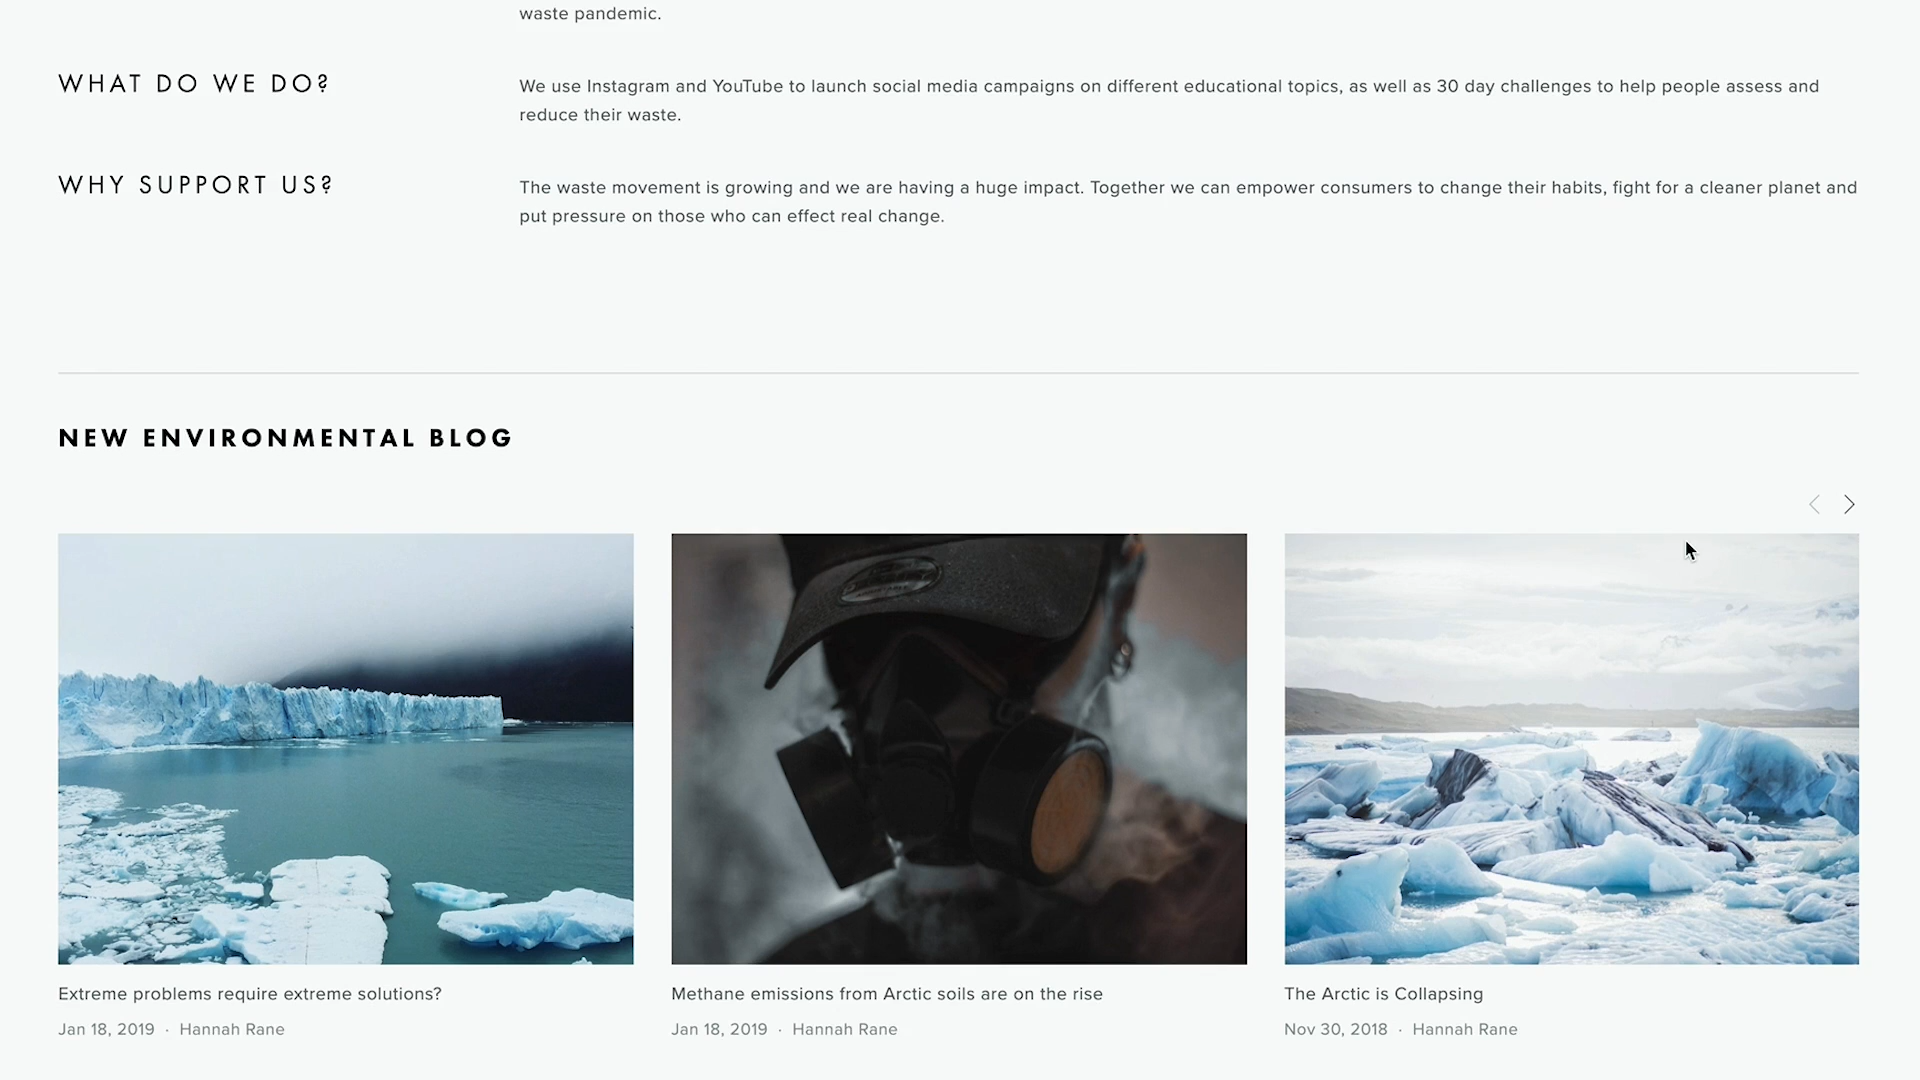 waste pandemic.
WHAT DO WE DO?
We use Instagram and YouTube to launch social media campaigns on different educational topics, as well as 30 day challenges to help people assess and
reduce their waste.
WHY SUPPORT US?
The waste movement is growing and we are having a huge impact. Together we can empower consumers to change their habits, fight for a cleaner planet and
put pressure on those who can effect real change.
NEW ENVIRONMENTAL BLOG
Extreme problems require extreme solutions?
Jan 18, 2019 · Hannah Rane
Methane emissions from Arctic soils are on the rise
Jan 18, 2019 · Hannah Rane
The Arctic is Collapsing
Nov 30, 2018 · Hannah Rane